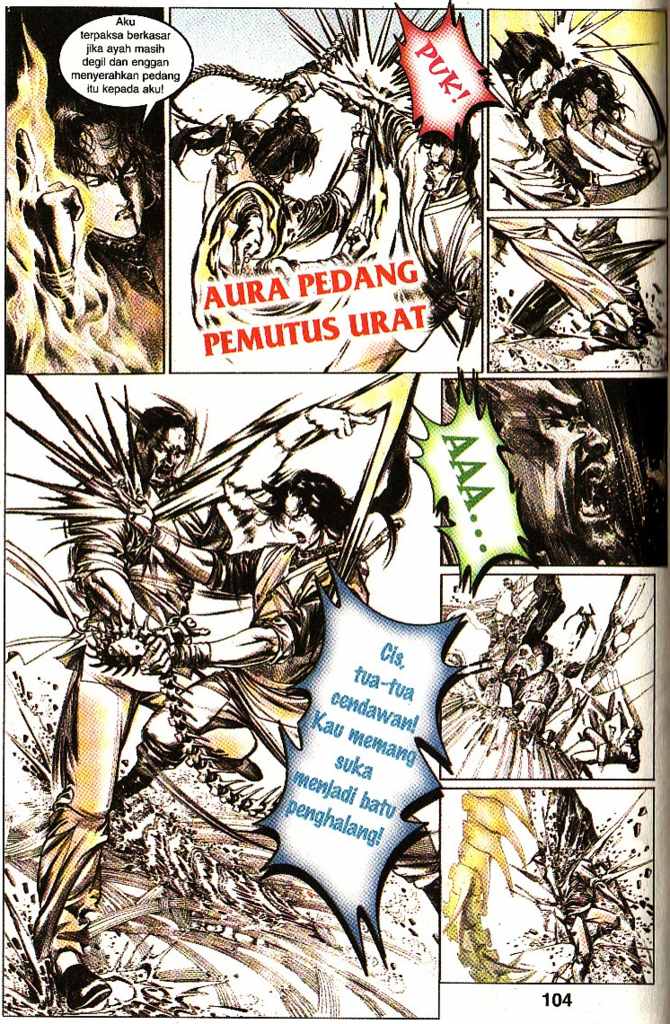 Aku
terpaksa berkasar
jika ayah masih
degil dan enggan
menyerahkan pedang
itu kepada aku!
PUK!
AURA PEDANG
PEMUTUS URAT
AAA...
Cis,
tua-tua
cendawan!
Kau memang
suka
menjadi batu
penghalang!
104